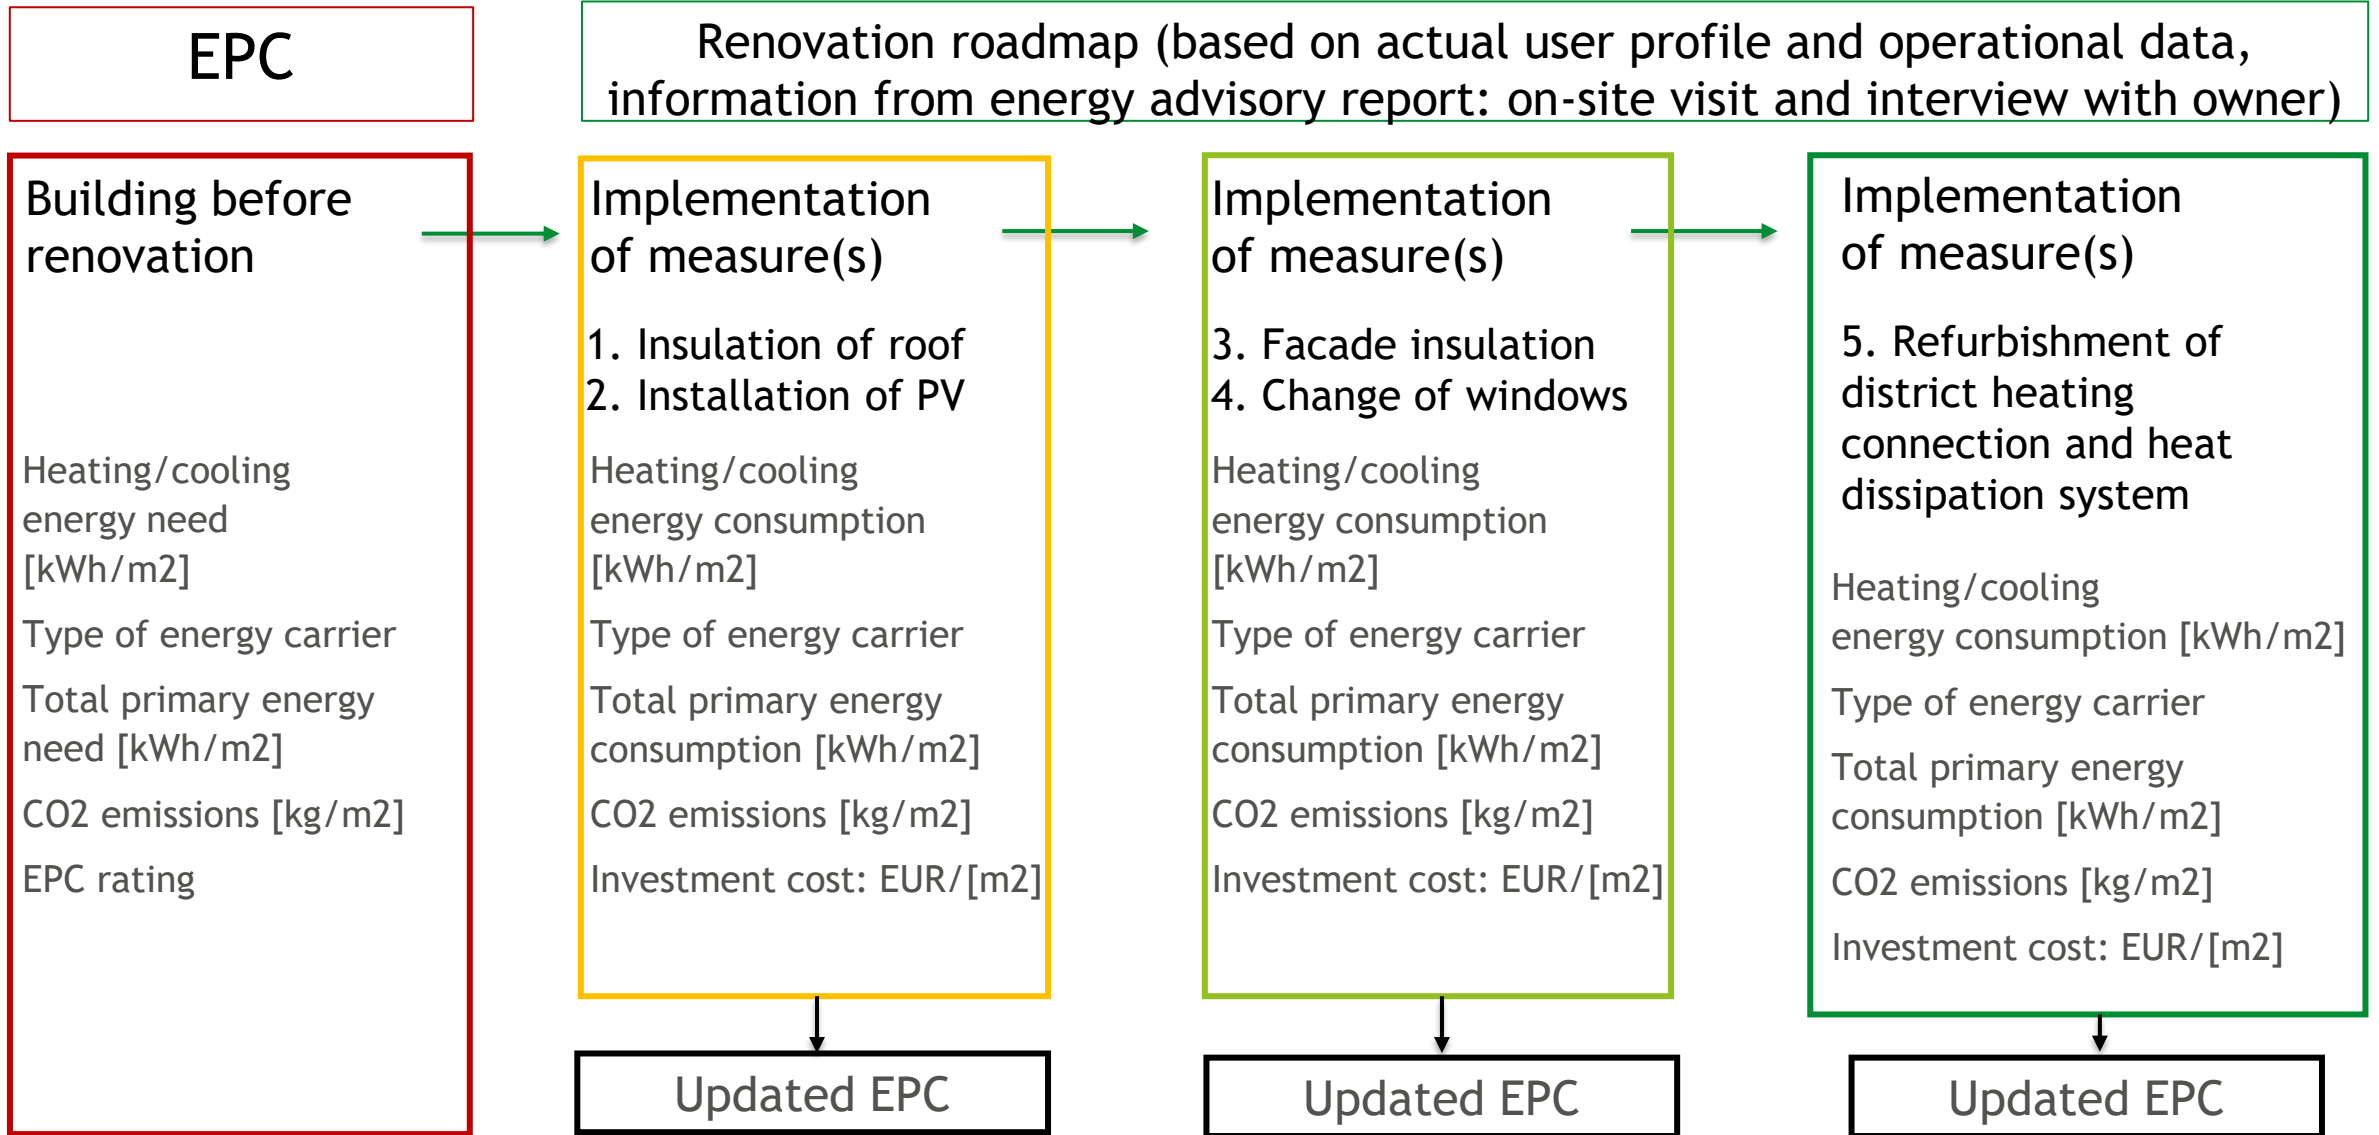 EPC
Renovation roadmap (based on actual user profile and operational data,
information from energy advisory report: on-site visit and interview with owner)
Building before
renovation
Heating/cooling
energy need
[kWh/m2]
Type of energy carrier
Total primary energy
need [kWh/m2]
CO2 emissions [kg/m2]
EPC rating
Implementation
of measure(s)
1. Insulation of roof
2. Installation of PV
Heating/cooling
energy consumption
[kWh/m2]
Type of energy carrier
Total primary energy
consumption [kWh/m2]
CO2 emissions [kg/m2]
Investment cost: EUR/[m2]
Updated EPC
Implementation
of measure(s)
3. Facade insulation
4. Change of windows
Heating/cooling
energy consumption
[kWh/m2]
Type of energy carrier
Total primary energy
consumption [kWh/m2]
CO2 emissions [kg/m2]
Investment cost: EUR/[m2]
Updated EPC
Implementation
of measure(s)
5. Refurbishment of
district heating
connection and heat
dissipation system
Heating/cooling
energy consumption [kWh/m2]
Type of energy carrier
Total primary energy
consumption [kWh/m2]
CO2 emissions [kg/m2]
Investment cost: EUR/[m2]
Updated EPC